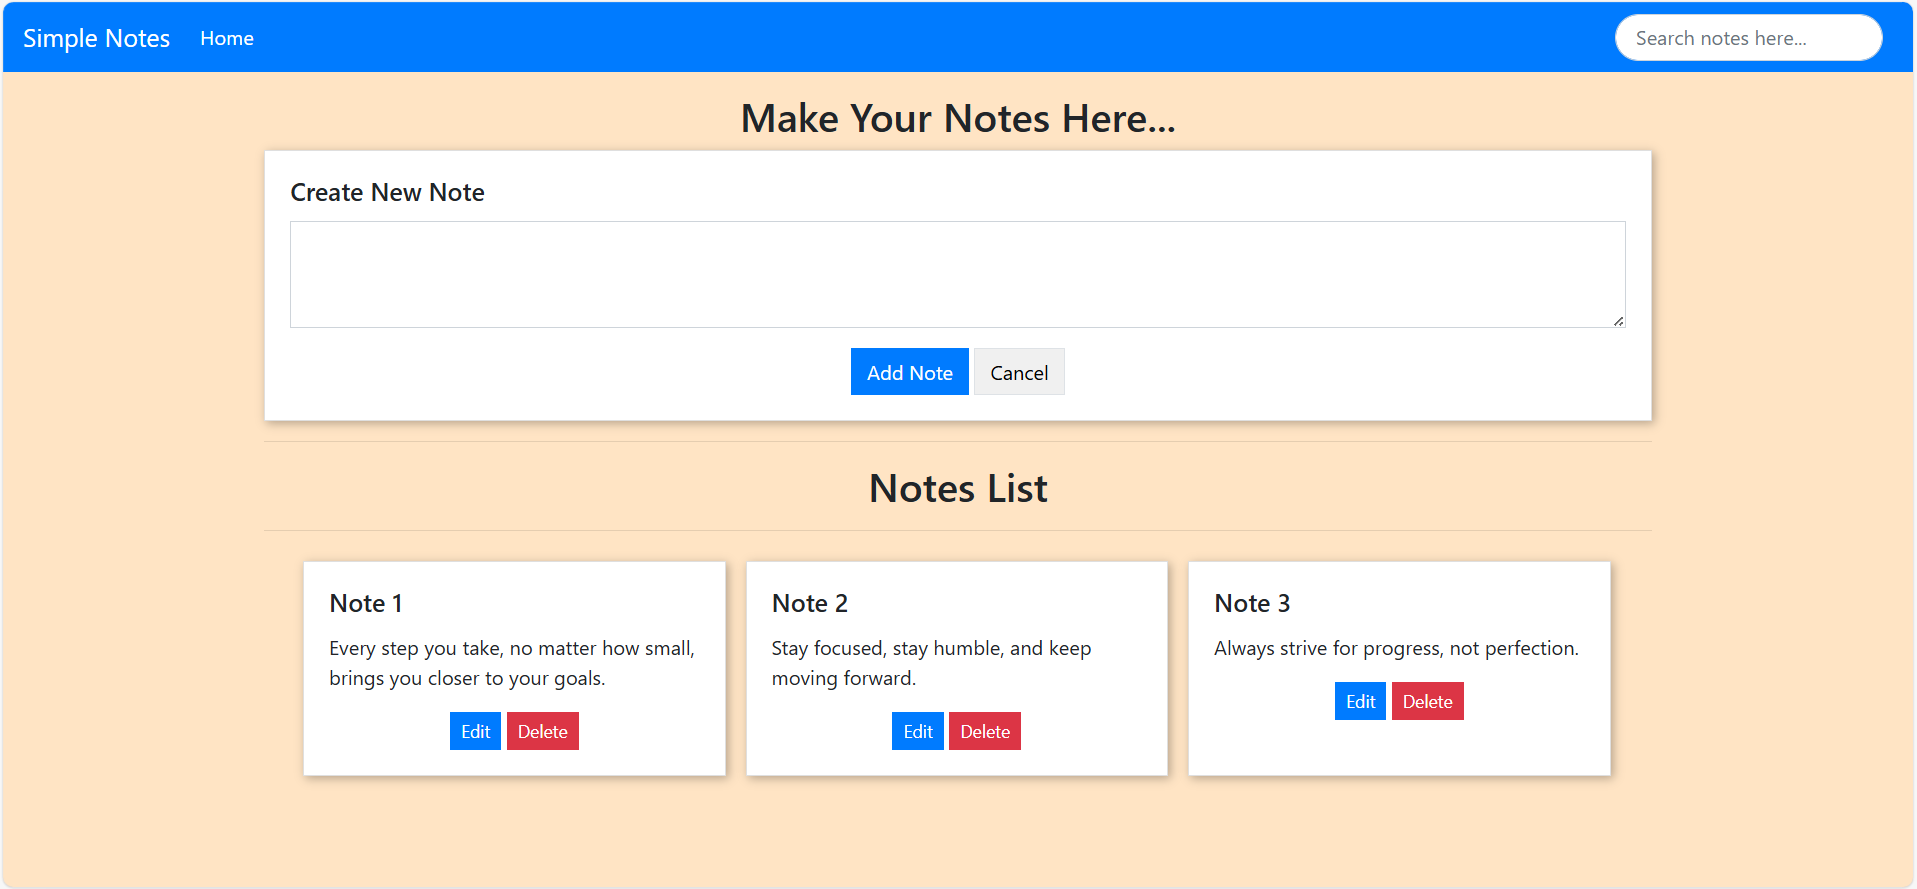 Simple Notes Home Search notes here...
Make Your Notes Here...
Create New Note
Add Note Cancel
Notes List
Note 1
Every step you take, no matter how small,
brings you closer to your goals.
Edit Delete
Note 2
Stay focused, stay humble, and keep
moving forward.
Edit Delete
Note 3
Always strive for progress, not perfection.
Edit Delete